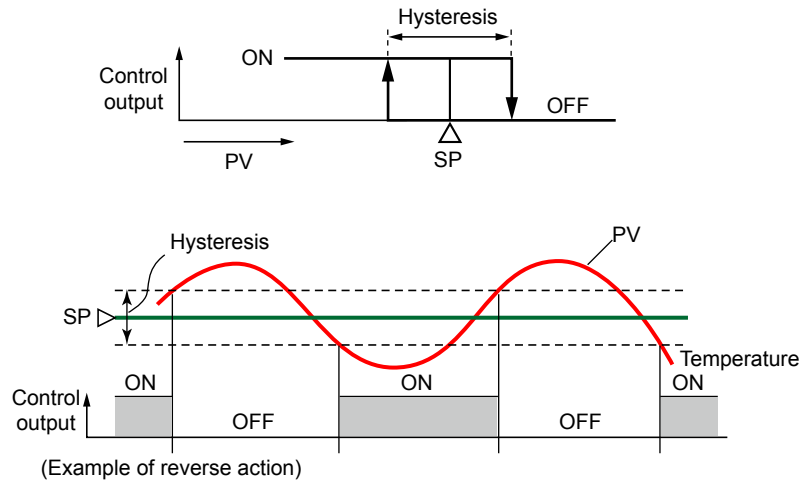 Hysteresis
ON
Control
output
OFF
PV
SP
PV
Hysteresis
SP
Temperature
ON
ON
ON
Control
output
OFF
OFF
(Example of reverse action)